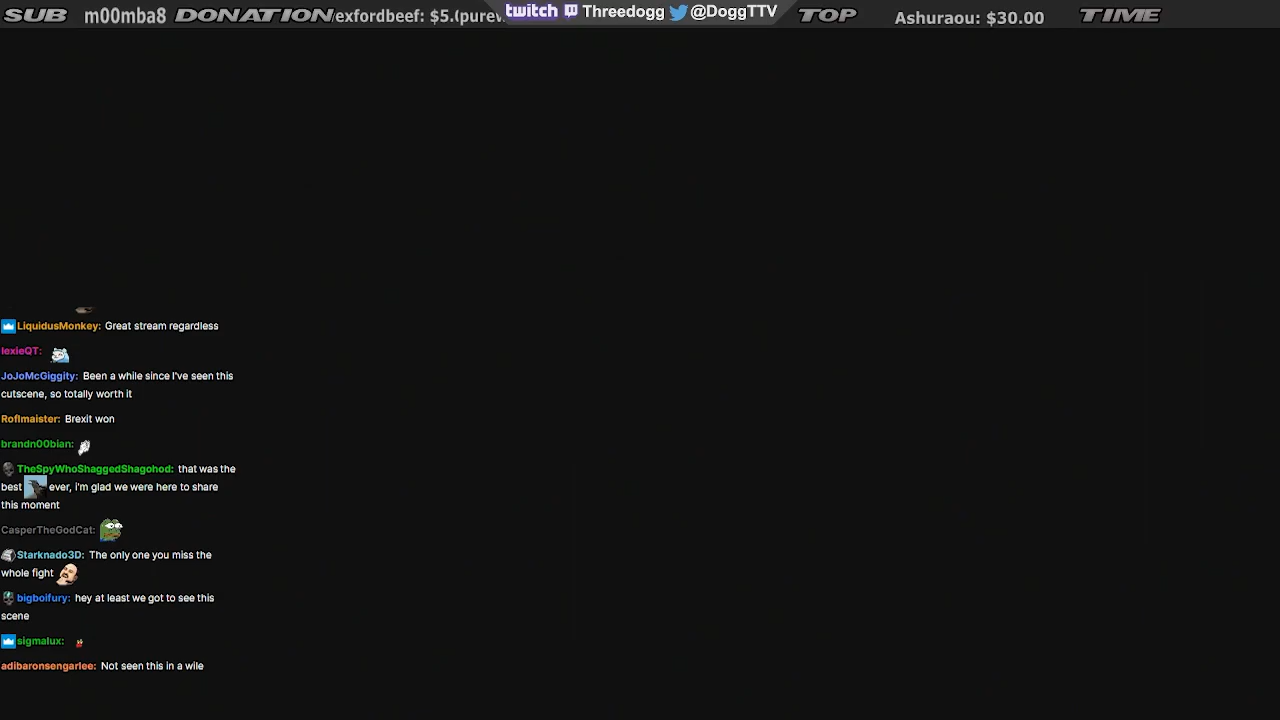 SUB m00mba8 DONATION exfordbeef: $5.(purev twitch Threedogg @DoggTTV TOP Ashuraou: $30.00 TIME
LiquidusMonkey: Great stream regardless
lexieQT:
JoJoMcGiggity: Been a while since I've seen this
cutscene, so totally worth it
Roflmaister: Brexit won
brandn00bian:
TheSpyWhoShaggedShagohod: that was the
best ever, i'm glad we were here to share
this moment
CasperTheGodCat:
Starknado3D: The only one you miss the
whole fight
bigboifury: hey at least we got to see this
scene
sigmalux:
adibaronsengarlee: Not seen this in a wile